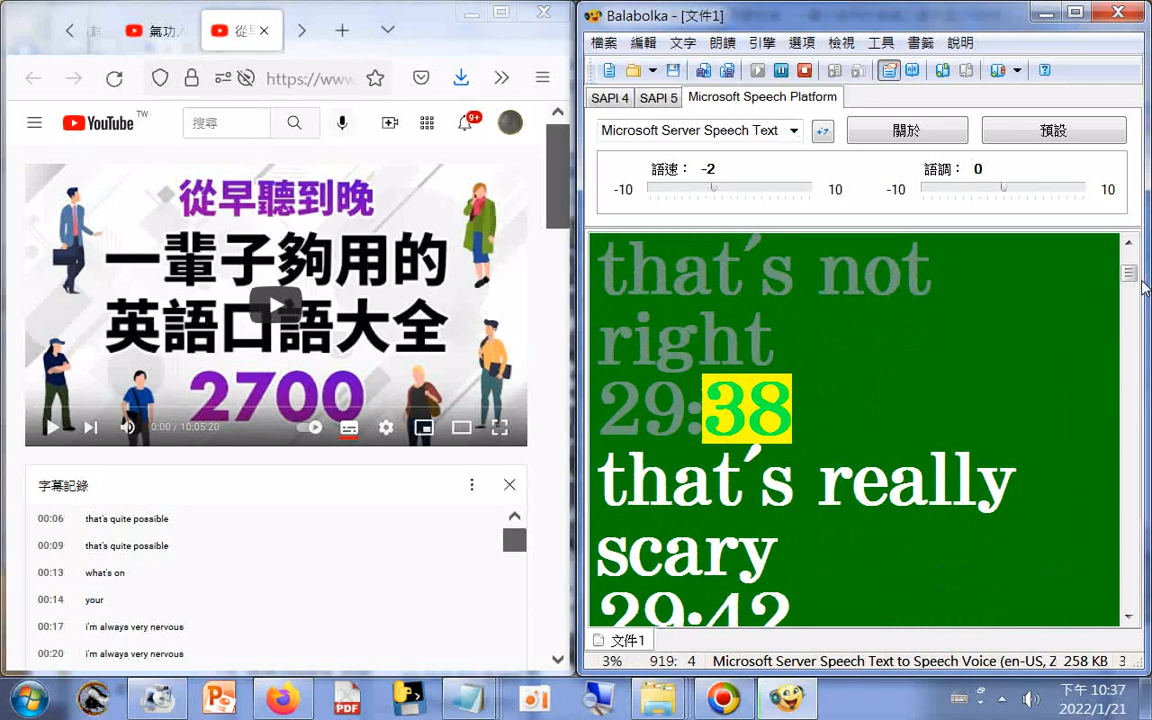 氣功
從
https://www
YouTube TW
搜尋
9+
從早聽到晚
一輩子夠用的
英語口語大全
2700
0:00 / 10:05:20
字幕記錄
00:06 that's quite possible
00:09 that's quite possible
00:13 what's on
00:14 your
00:17 i'm always very nervous
00:20 i'm always very nervous
Balabolka - [文件1]
檔案 編輯 文字 朗讀 引擎 選項 檢視 工具 書籤 說明
SAPI 4 SAPI 5 Microsoft Speech Platform
Microsoft Server Speech Text 關於 預設
語速： -2 語調： 0
-10 10 -10 10
that's not
right
29:38
that's really
scary
29:42
文件1
3% 919: 4 Microsoft Server Speech Text to Speech Voice (en-US, Z 258 KB 3
PDF
下午 10:37
2022/1/21